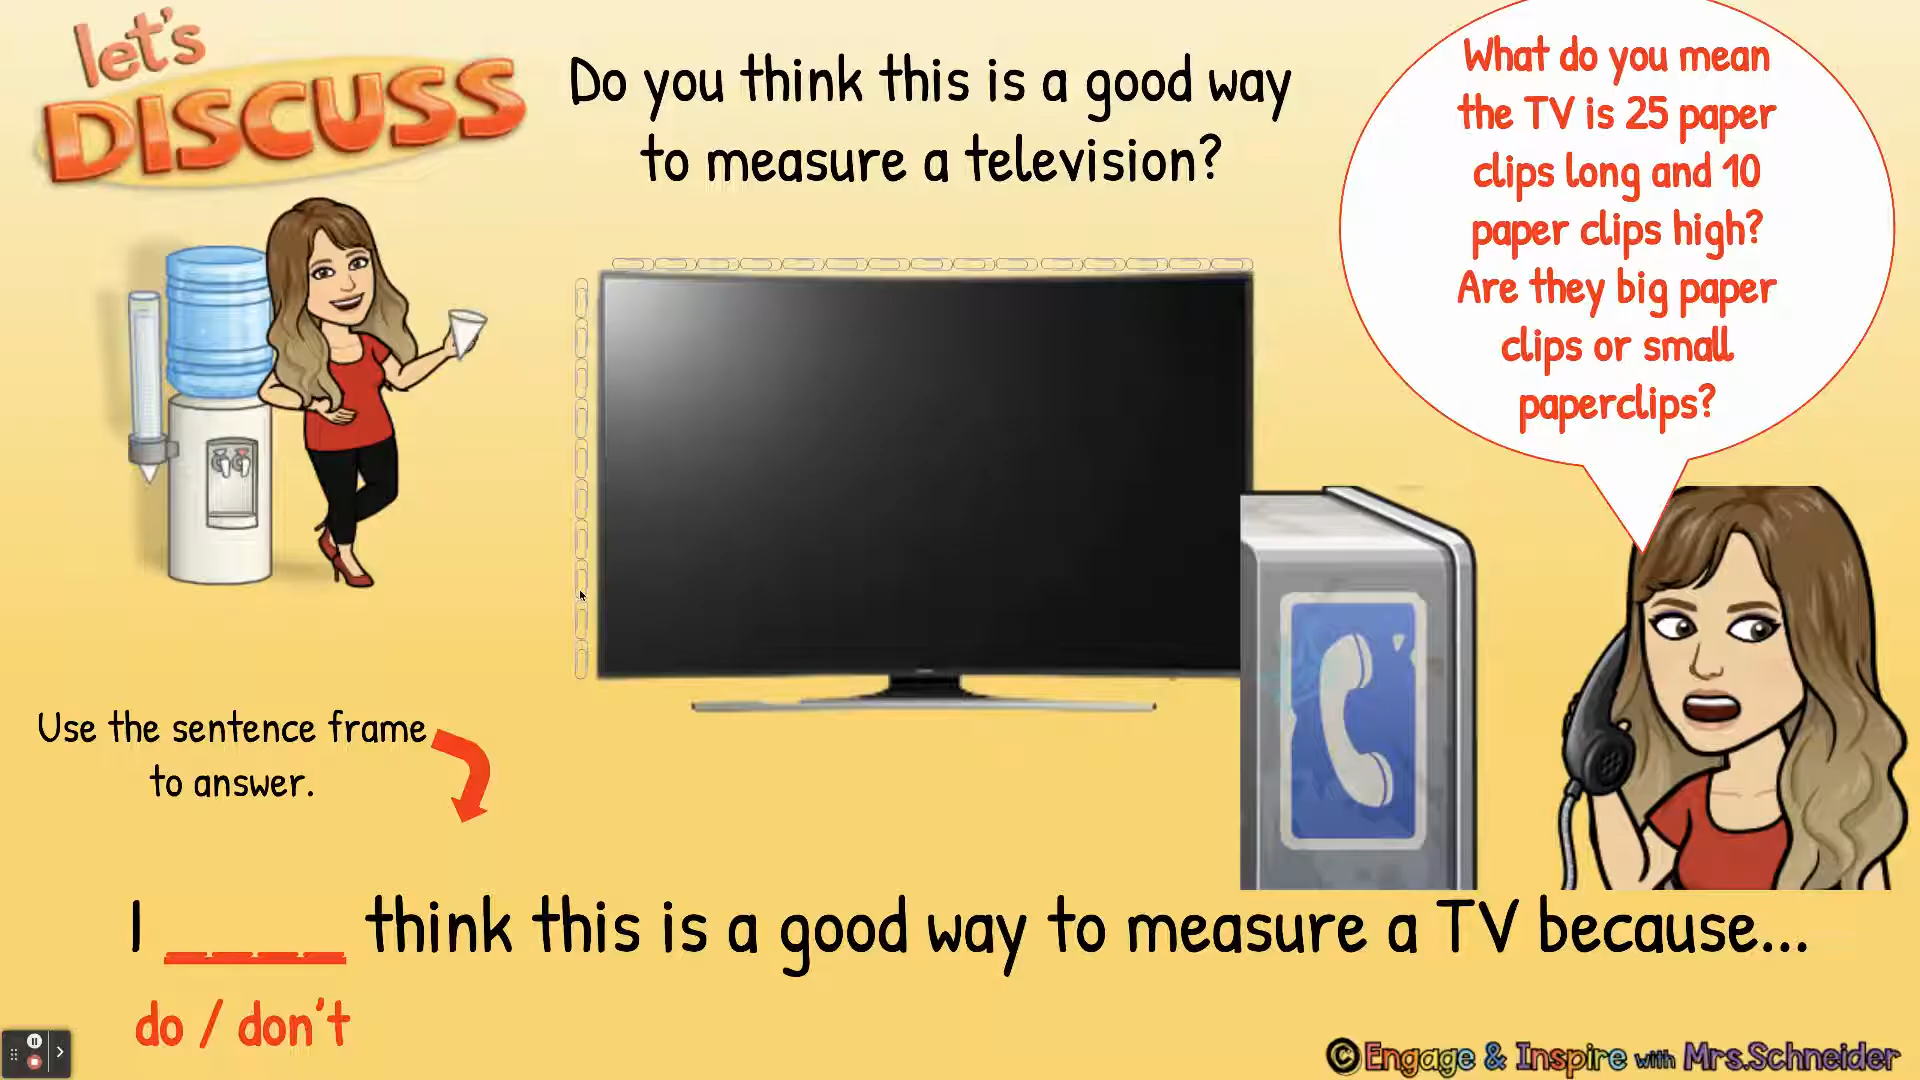 let's
DISCUSS
Do you think this is a good way
to measure a television?
What do you mean
the TV is 25 paper
clips long and 10
paper clips high?
Are they big paper
clips or small
paperclips?
Use the sentence frame
to answer.
I ____ think this is a good way to measure a TV because...
do / don't
©Engage & Inspire with Mrs.Schneider